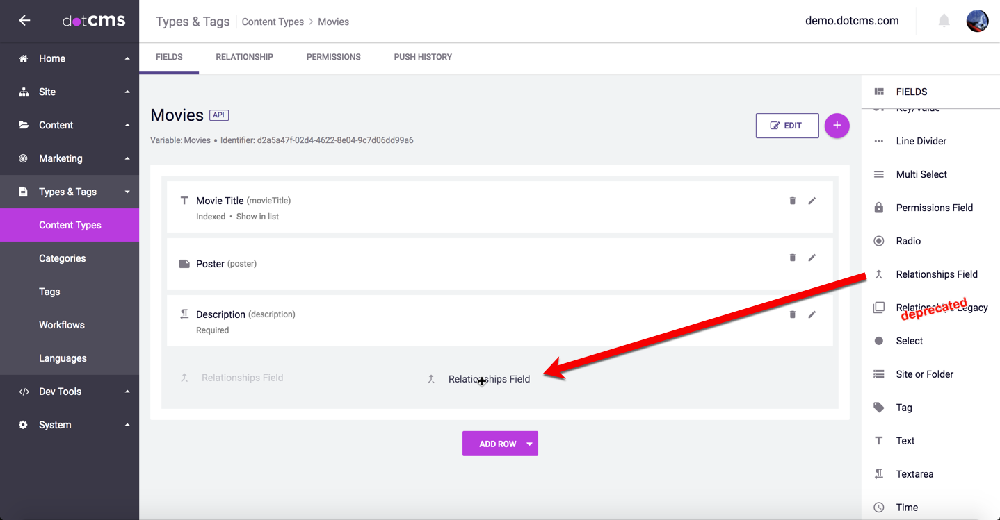 dotCMS
Types & Tags
Content Types > Movies
demo.dotcms.com
Home
Site
Content
Marketing
Types & Tags
Content Types
Categories
Tags
Workflows
Languages
Dev Tools
System
FIELDS
RELATIONSHIP
PERMISSIONS
PUSH HISTORY
Movies API
Variable: Movies • Identifier: d2a5a47f-02d4-4622-8e04-9c7d06dd99a6
EDIT
+
Movie Title (movieTitle)
Indexed • Show in list
Poster (poster)
Description (description)
Required
Relationships Field
Relationships Field
ADD ROW
FIELDS
Key/Value
Line Divider
Multi Select
Permissions Field
Radio
Relationships Field
Relationships Legacy
deprecated
Select
Site or Folder
Tag
Text
Textarea
Time